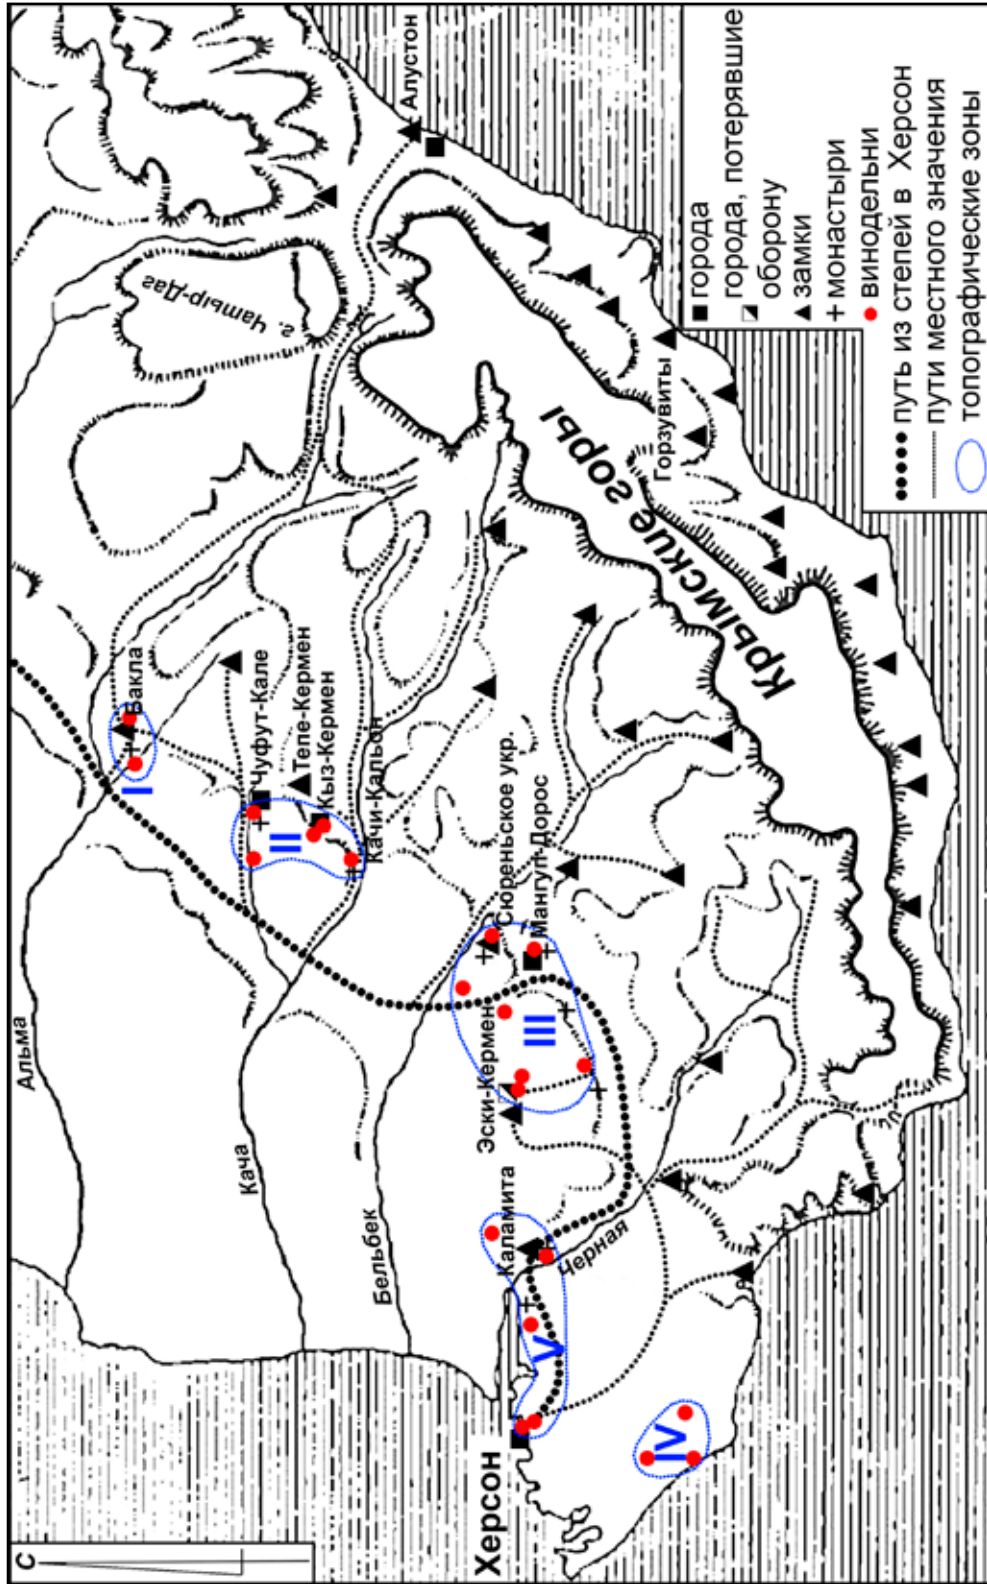 С
Альма
Кача
Бельбек
Черная
г. Чатыр-Даг
Крымские горы
Алустон
Горзувиты
Бакла
Чуфут-Кале
Тепе-Кермен
Кыз-Кермен
Качи-Кальон
Сюреньское укр.
Мангуп-Дорос
Эски-Кермен
Каламита
Херсон
I
II
III
IV
V
города
города, потерявшие
оборону
замки
монастыри
винодельни
путь из степей в Херсон
пути местного значения
топографические зоны